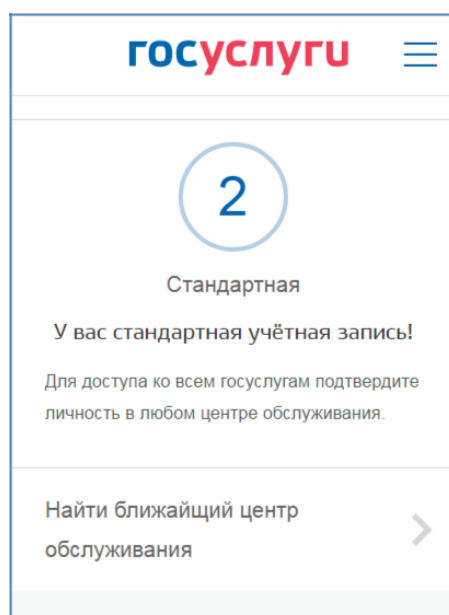 госуслуги
2
Стандартная
У вас стандартная учётная запись!
Для доступа ко всем госуслугам подтвердите
личность в любом центре обслуживания.
Найти ближайщий центр
обслуживания